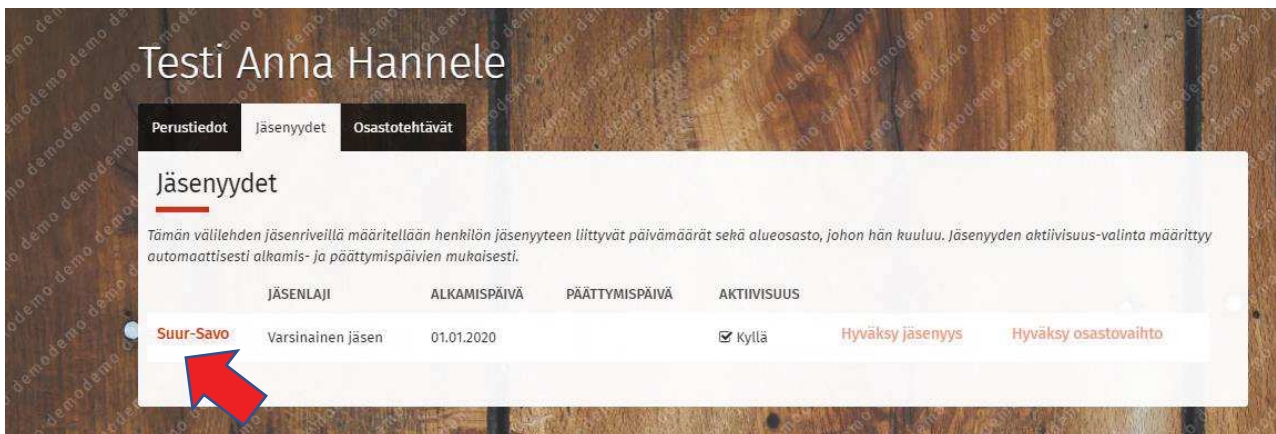 Testi Anna Hannele
Perustiedot Jäsenyydet Osastotehtävät
Jäsenyydet
Tämän välilehden jäsenriveillä määritellään henkilön jäsenyyteen liittyvät päivämäärät sekä alueosasto, johon hän kuuluu. Jäsenyyden aktiivisuus-valinta määrittyy
automaattisesti alkamis- ja päättymispäivien mukaisesti.
JÄSENLAJI ALKAMISPÄIVÄ PÄÄTTYMISPÄIVÄ AKTIIVISUUS
Suur-Savo Varsinainen jäsen 01.01.2020 Kyllä Hyväksy jäsenyys Hyväksy osastovaihto